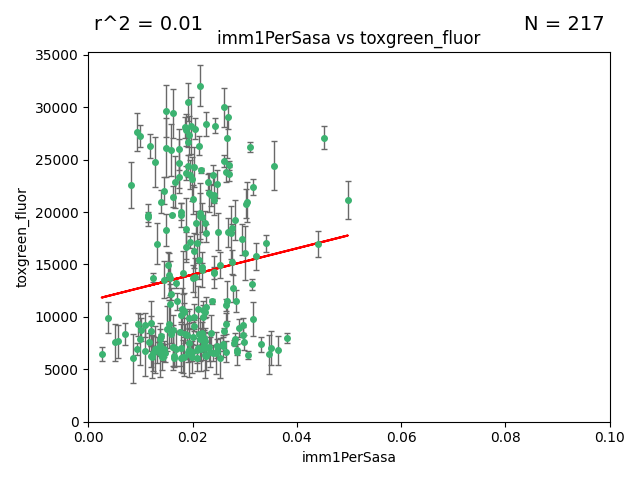 r^2 = 0.01
N = 217
imm1PerSasa vs toxgreen_fluor
35000
30000
25000
20000
15000
10000
5000
0
toxgreen_fluor
0.00 0.02 0.04 0.06 0.08 0.10
imm1PerSasa